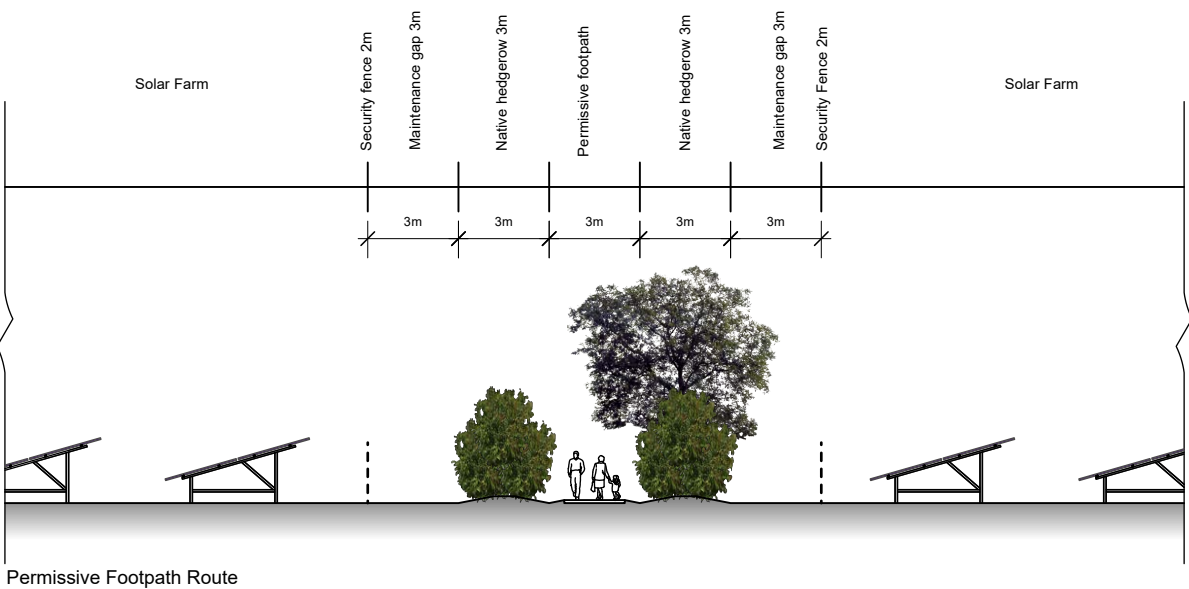 Solar Farm
Security fence 2m
Maintenance gap 3m
Native hedgerow 3m
Permissive footpath
Native hedgerow 3m
Maintenance gap 3m
Security Fence 2m
Solar Farm
3m
3m
3m
3m
3m
Permissive Footpath Route